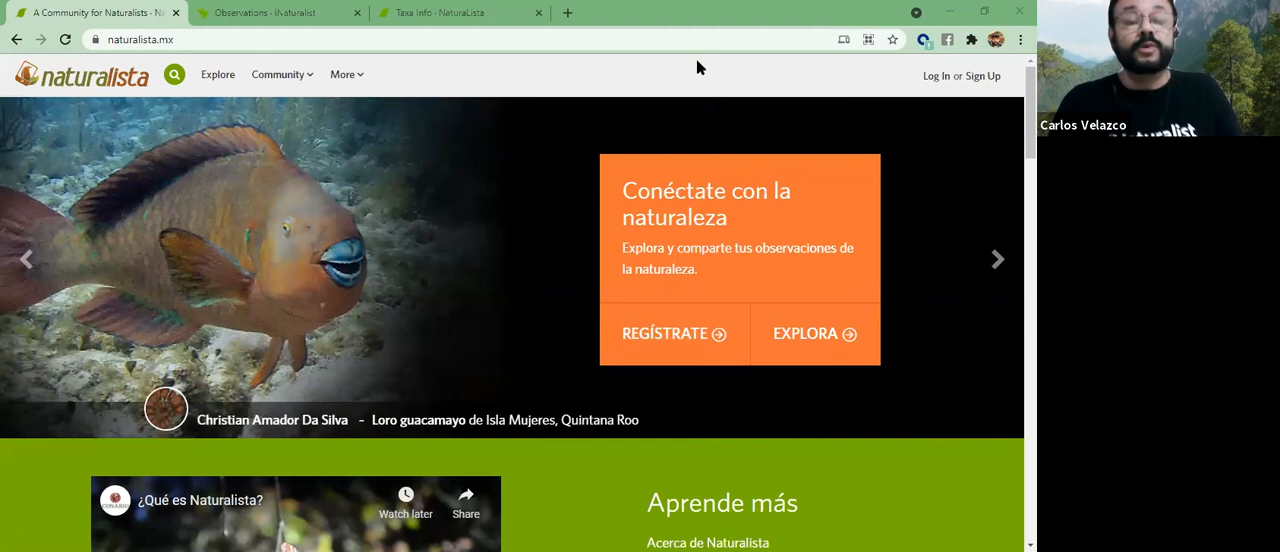 A Community for Naturalists · Na
Observations · iNaturalist
Taxa Info · NaturaLista
naturalista.mx
naturalista
Explore
Community
More
Log In or Sign Up
Carlos Velazco
Conéctate con la
naturaleza
Explora y comparte tus observaciones de
la naturaleza.
REGÍSTRATE
EXPLORA
Christian Amador Da Silva – Loro guacamayo de Isla Mujeres, Quintana Roo
¿Qué es Naturalista?
Watch later
Share
Aprende más
Acerca de Naturalista